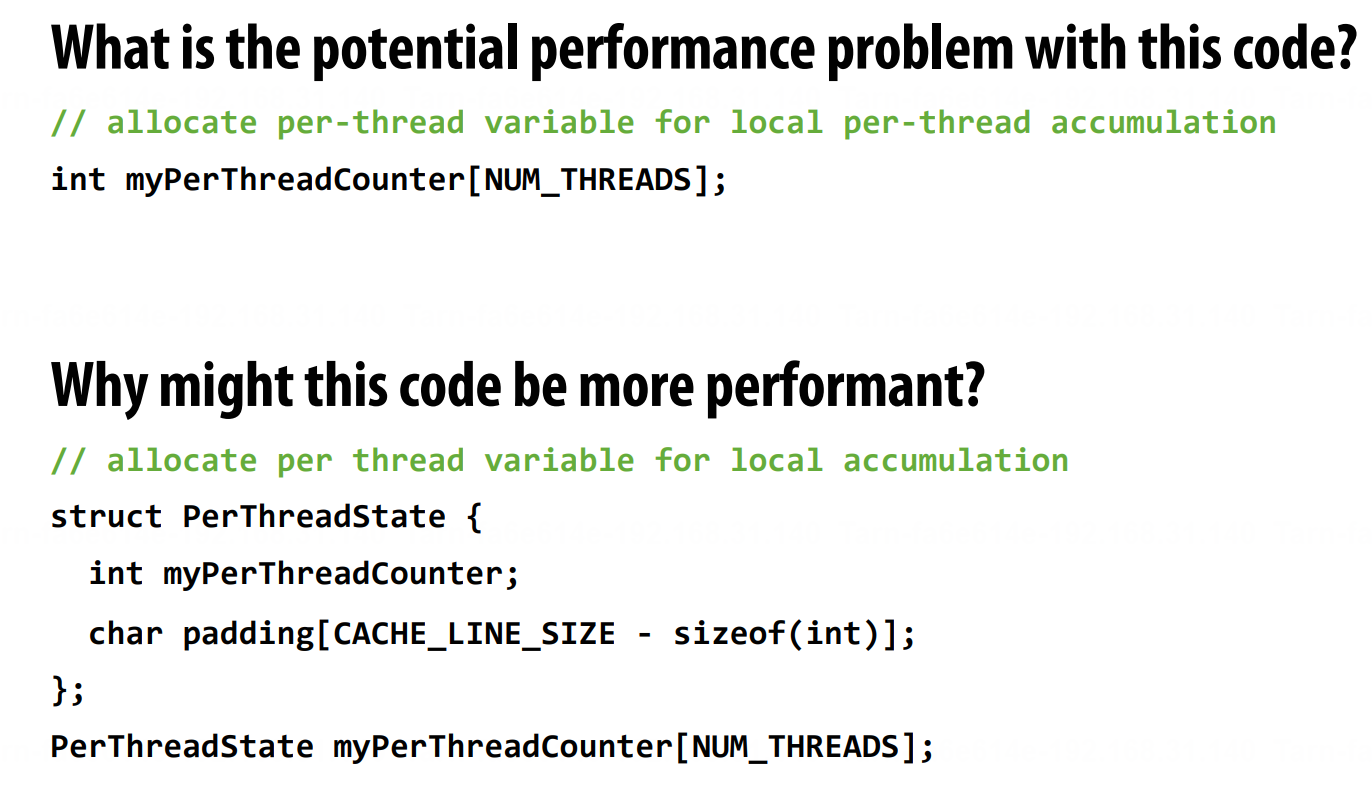 What is the potential performance problem with this code?
// allocate per-thread variable for local per-thread accumulation
int myPerThreadCounter[NUM_THREADS];
Why might this code be more performant?
// allocate per thread variable for local accumulation
struct PerThreadState {
  int myPerThreadCounter;
  char padding[CACHE_LINE_SIZE - sizeof(int)];
};
PerThreadState myPerThreadCounter[NUM_THREADS];